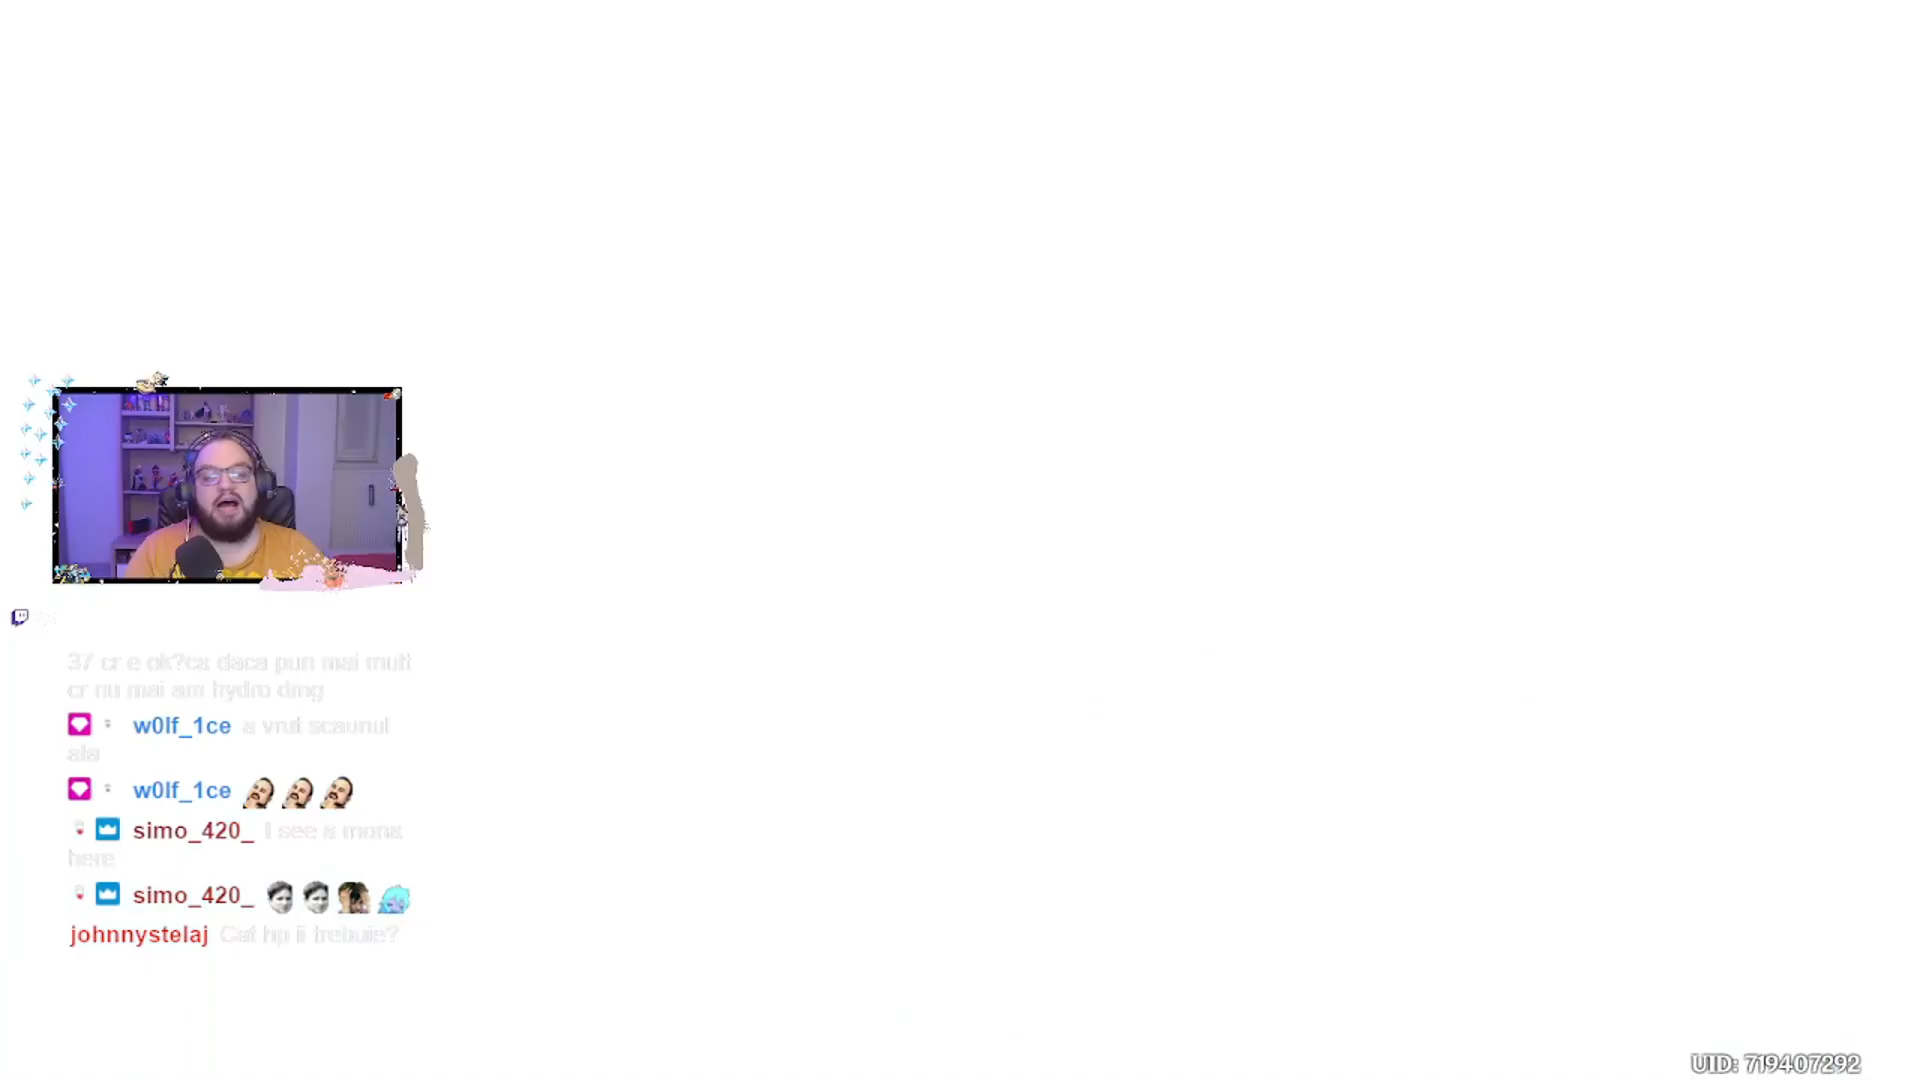 37 cr e ok?ca daca pun mai mult
cr nu mai am hydro dmg
w0lf_1ce a vrut scaunul
ala
w0lf_1ce
simo_420_ I see a mona
here
simo_420_
johnnystelaj Cat hp ii trebuie?
UID: 719407292